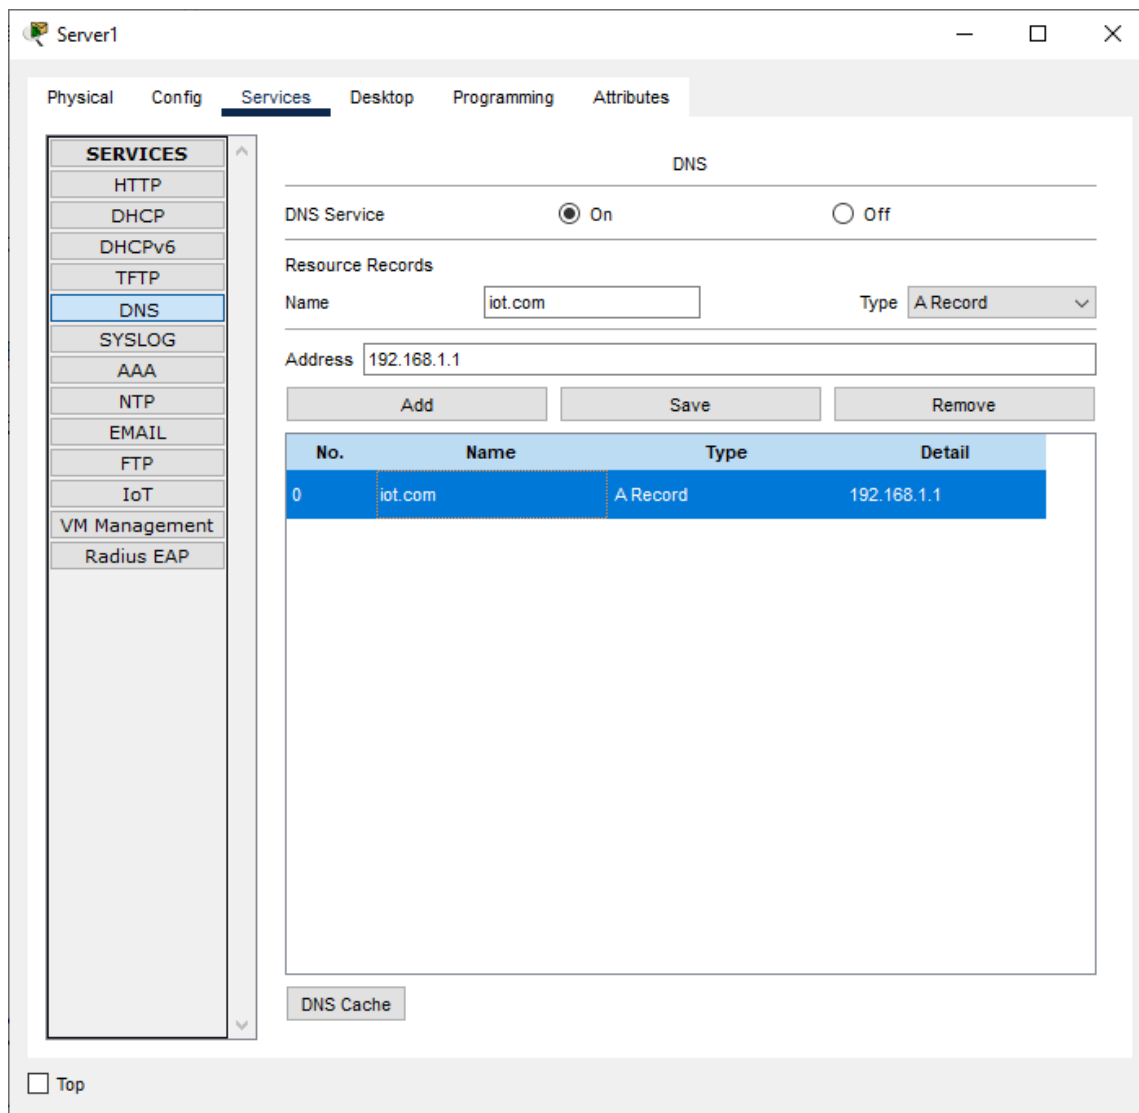 Server1
Physical Config Services Desktop Programming Attributes
SERVICES
HTTP
DHCP
DHCPv6
TFTP
DNS
SYSLOG
AAA
NTP
EMAIL
FTP
IoT
VM Management
Radius EAP
DNS
DNS Service On Off
Resource Records
Name iot.com Type A Record
Address 192.168.1.1
Add Save Remove
No. Name Type Detail
0 iot.com A Record 192.168.1.1
DNS Cache
Top